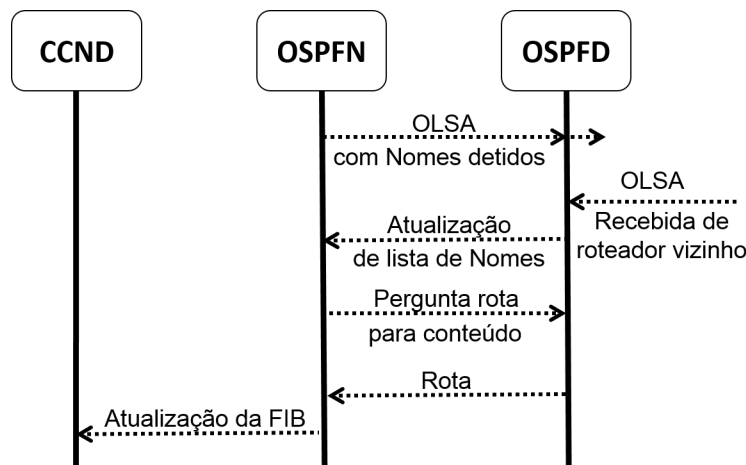 CCND
OSPFN
OSPFD
OLSA
com Nomes detidos
OLSA
Recebida de
roteador vizinho
Atualização
de lista de Nomes
Pergunta rota
para conteúdo
Rota
Atualização da FIB